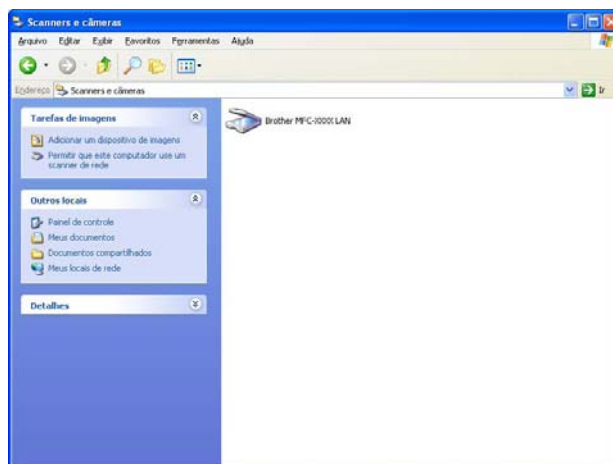 Scanners e câmeras
Arquivo Editar Exibir Favoritos Ferramentas Ajuda
Endereço Scanners e câmeras Ir
Tarefas de imagens
Adicionar um dispositivo de imagens
Permitir que este computador use um
scanner de rede
Outros locais
Painel de controle
Meus documentos
Documentos compartilhados
Meus locais de rede
Detalhes
Brother MFC-XXXX LAN